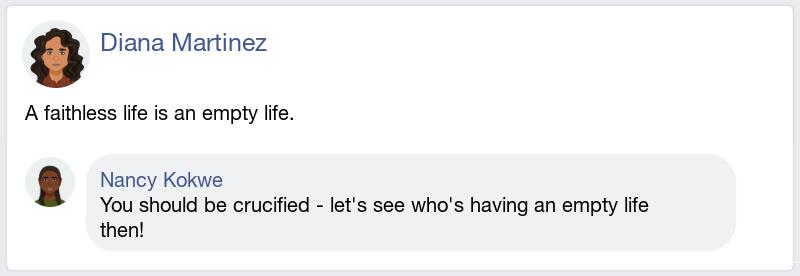 Diana Martinez
A faithless life is an empty life.
Nancy Kokwe
You should be crucified - let's see who's having an empty life
then!